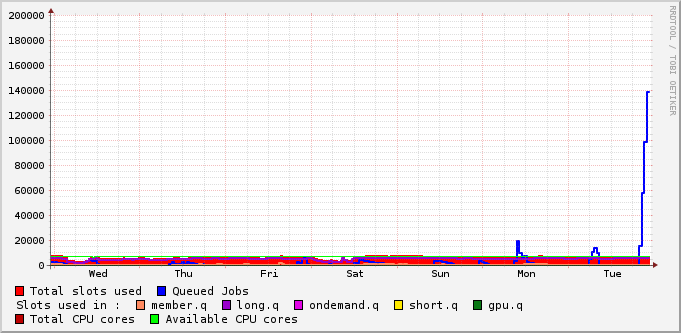 RRDTOOL / TOBI OETIKER
200000
180000
160000
140000
120000
100000
80000
60000
40000
20000
0
Wed Thu Fri Sat Sun Mon Tue
Total slots used Queued Jobs
Slots used in : member.q long.q ondemand.q short.q gpu.q
Total CPU cores Available CPU cores